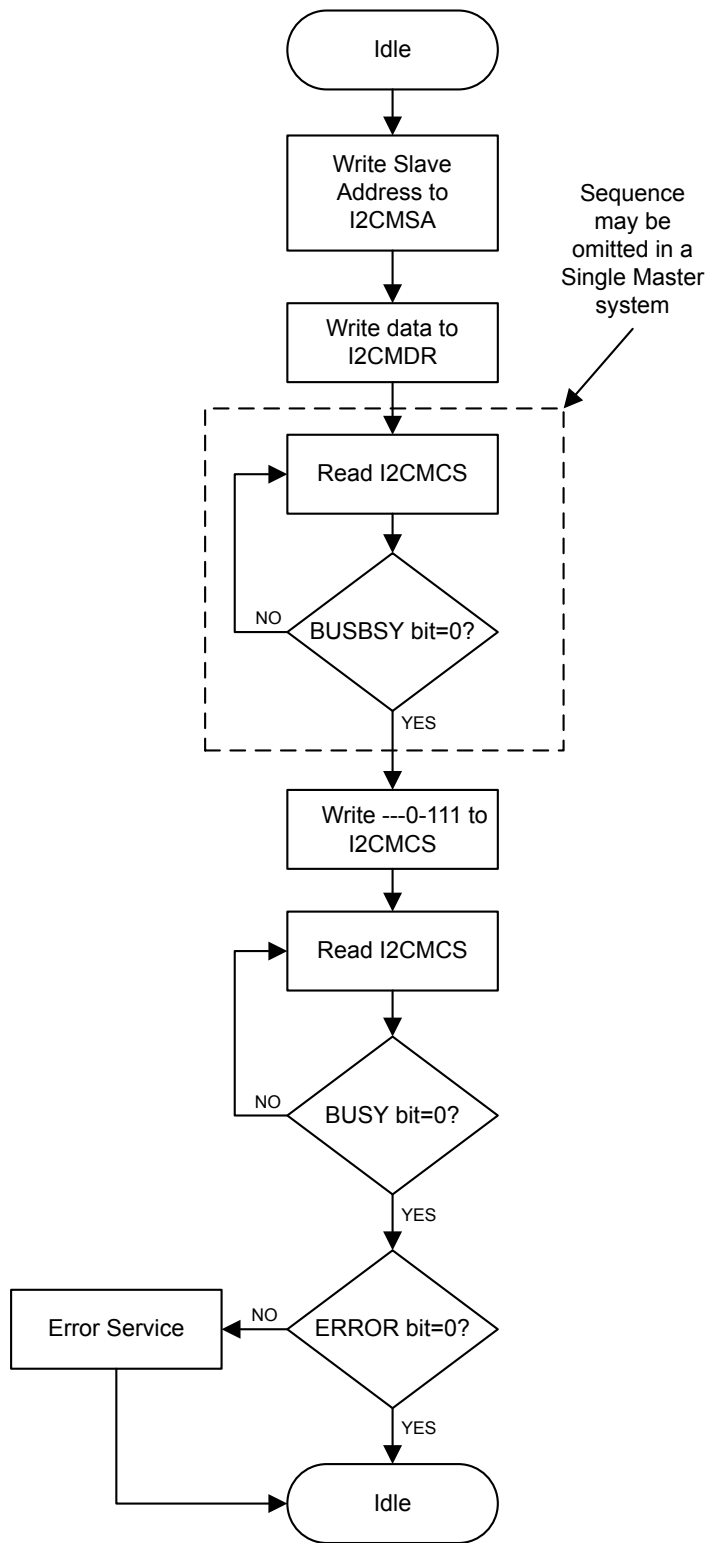 Idle
Write Slave
Address to
I2CMSA
Sequence
may be
omitted in a
Single Master
system
Write data to
I2CMDR
Read I2CMCS
NO
BUSBSY bit=0?
YES
Write ---0-111 to
I2CMCS
Read I2CMCS
NO
BUSY bit=0?
YES
Error Service
NO
ERROR bit=0?
YES
Idle